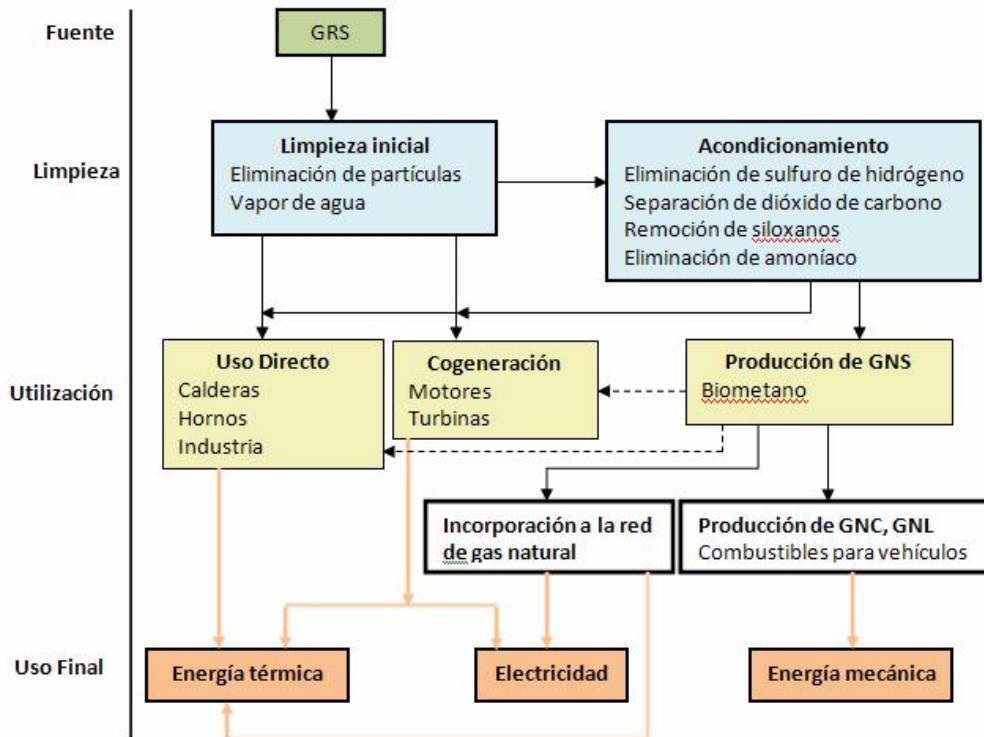 Fuente
GRS
Limpieza
Limpieza inicial
Eliminación de partículas
Vapor de agua
Acondicionamiento
Eliminación de sulfuro de hidrógeno
Separación de dióxido de carbono
Remoción de siloxanos
Eliminación de amoníaco
Utilización
Uso Directo
Calderas
Hornos
Industria
Cogeneración
Motores
Turbinas
Producción de GNS
Biometano
Incorporación a la red
de gas natural
Producción de GNC, GNL
Combustibles para vehículos
Uso Final
Energía térmica
Electricidad
Energía mecánica